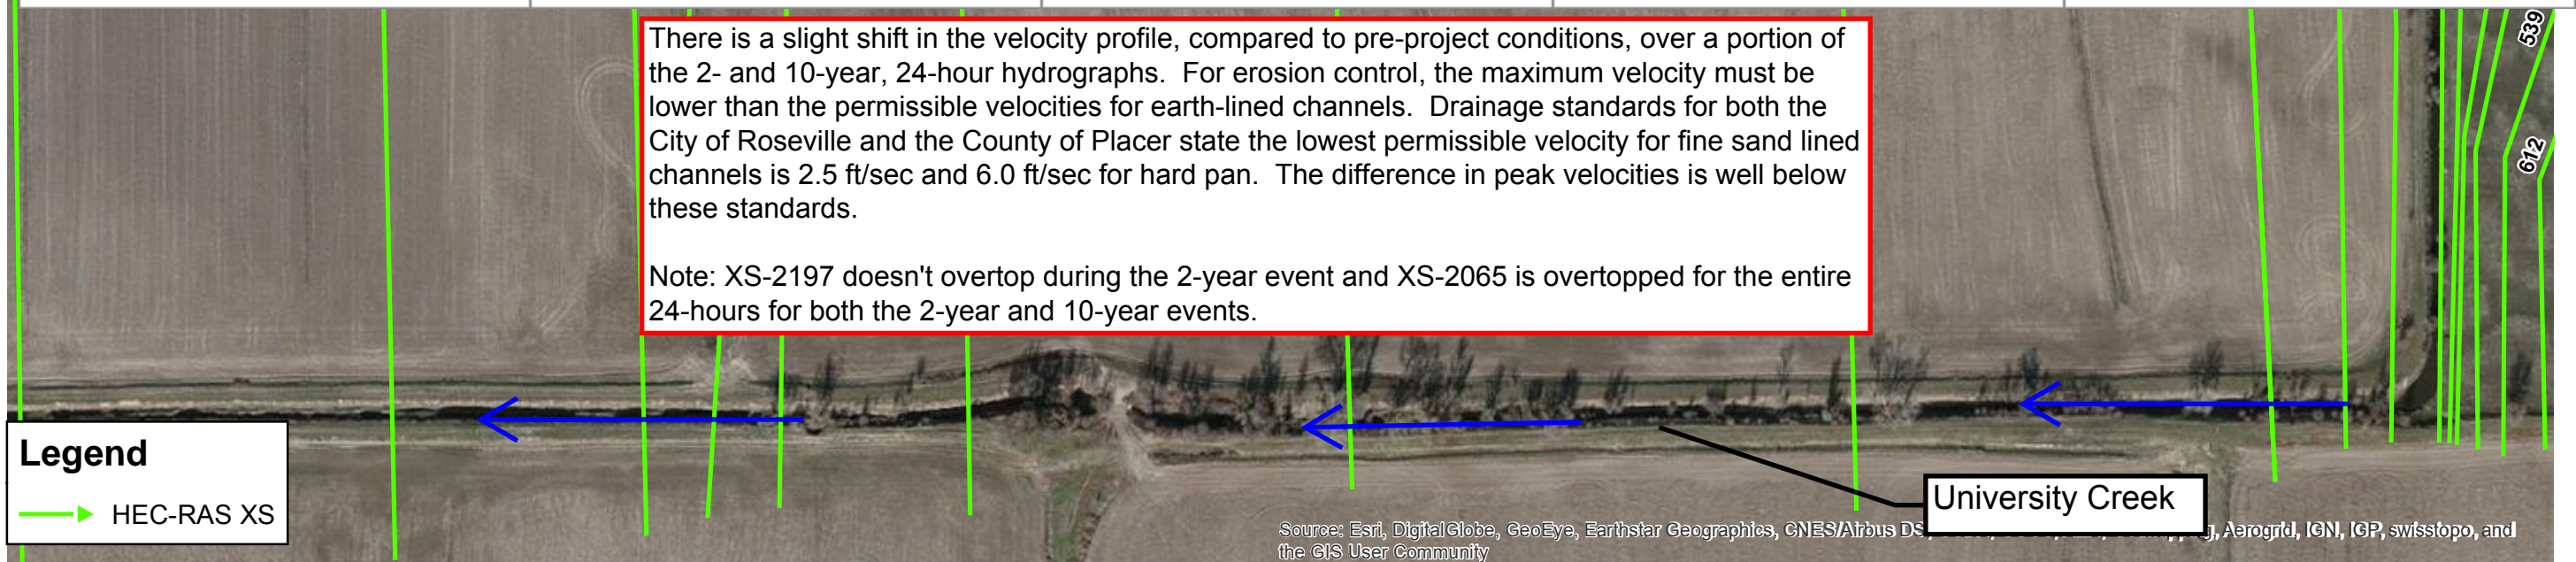 There is a slight shift in the velocity profile, compared to pre-project conditions, over a portion of
the 2- and 10-year, 24-hour hydrographs.  For erosion control, the maximum velocity must be
lower than the permissible velocities for earth-lined channels.  Drainage standards for both the
City of Roseville and the County of Placer state the lowest permissible velocity for fine sand lined
channels is 2.5 ft/sec and 6.0 ft/sec for hard pan.  The difference in peak velocities is well below
these standards.
Note: XS-2197 doesn't overtop during the 2-year event and XS-2065 is overtopped for the entire
24-hours for both the 2-year and 10-year events.
539
612
Legend
HEC-RAS XS
University Creek
Source: Esri, DigitalGlobe, GeoEye, Earthstar Geographics, CNES/Airbus DS, Aerogrid, IGN, IGP, swisstopo, and
the GIS User Community